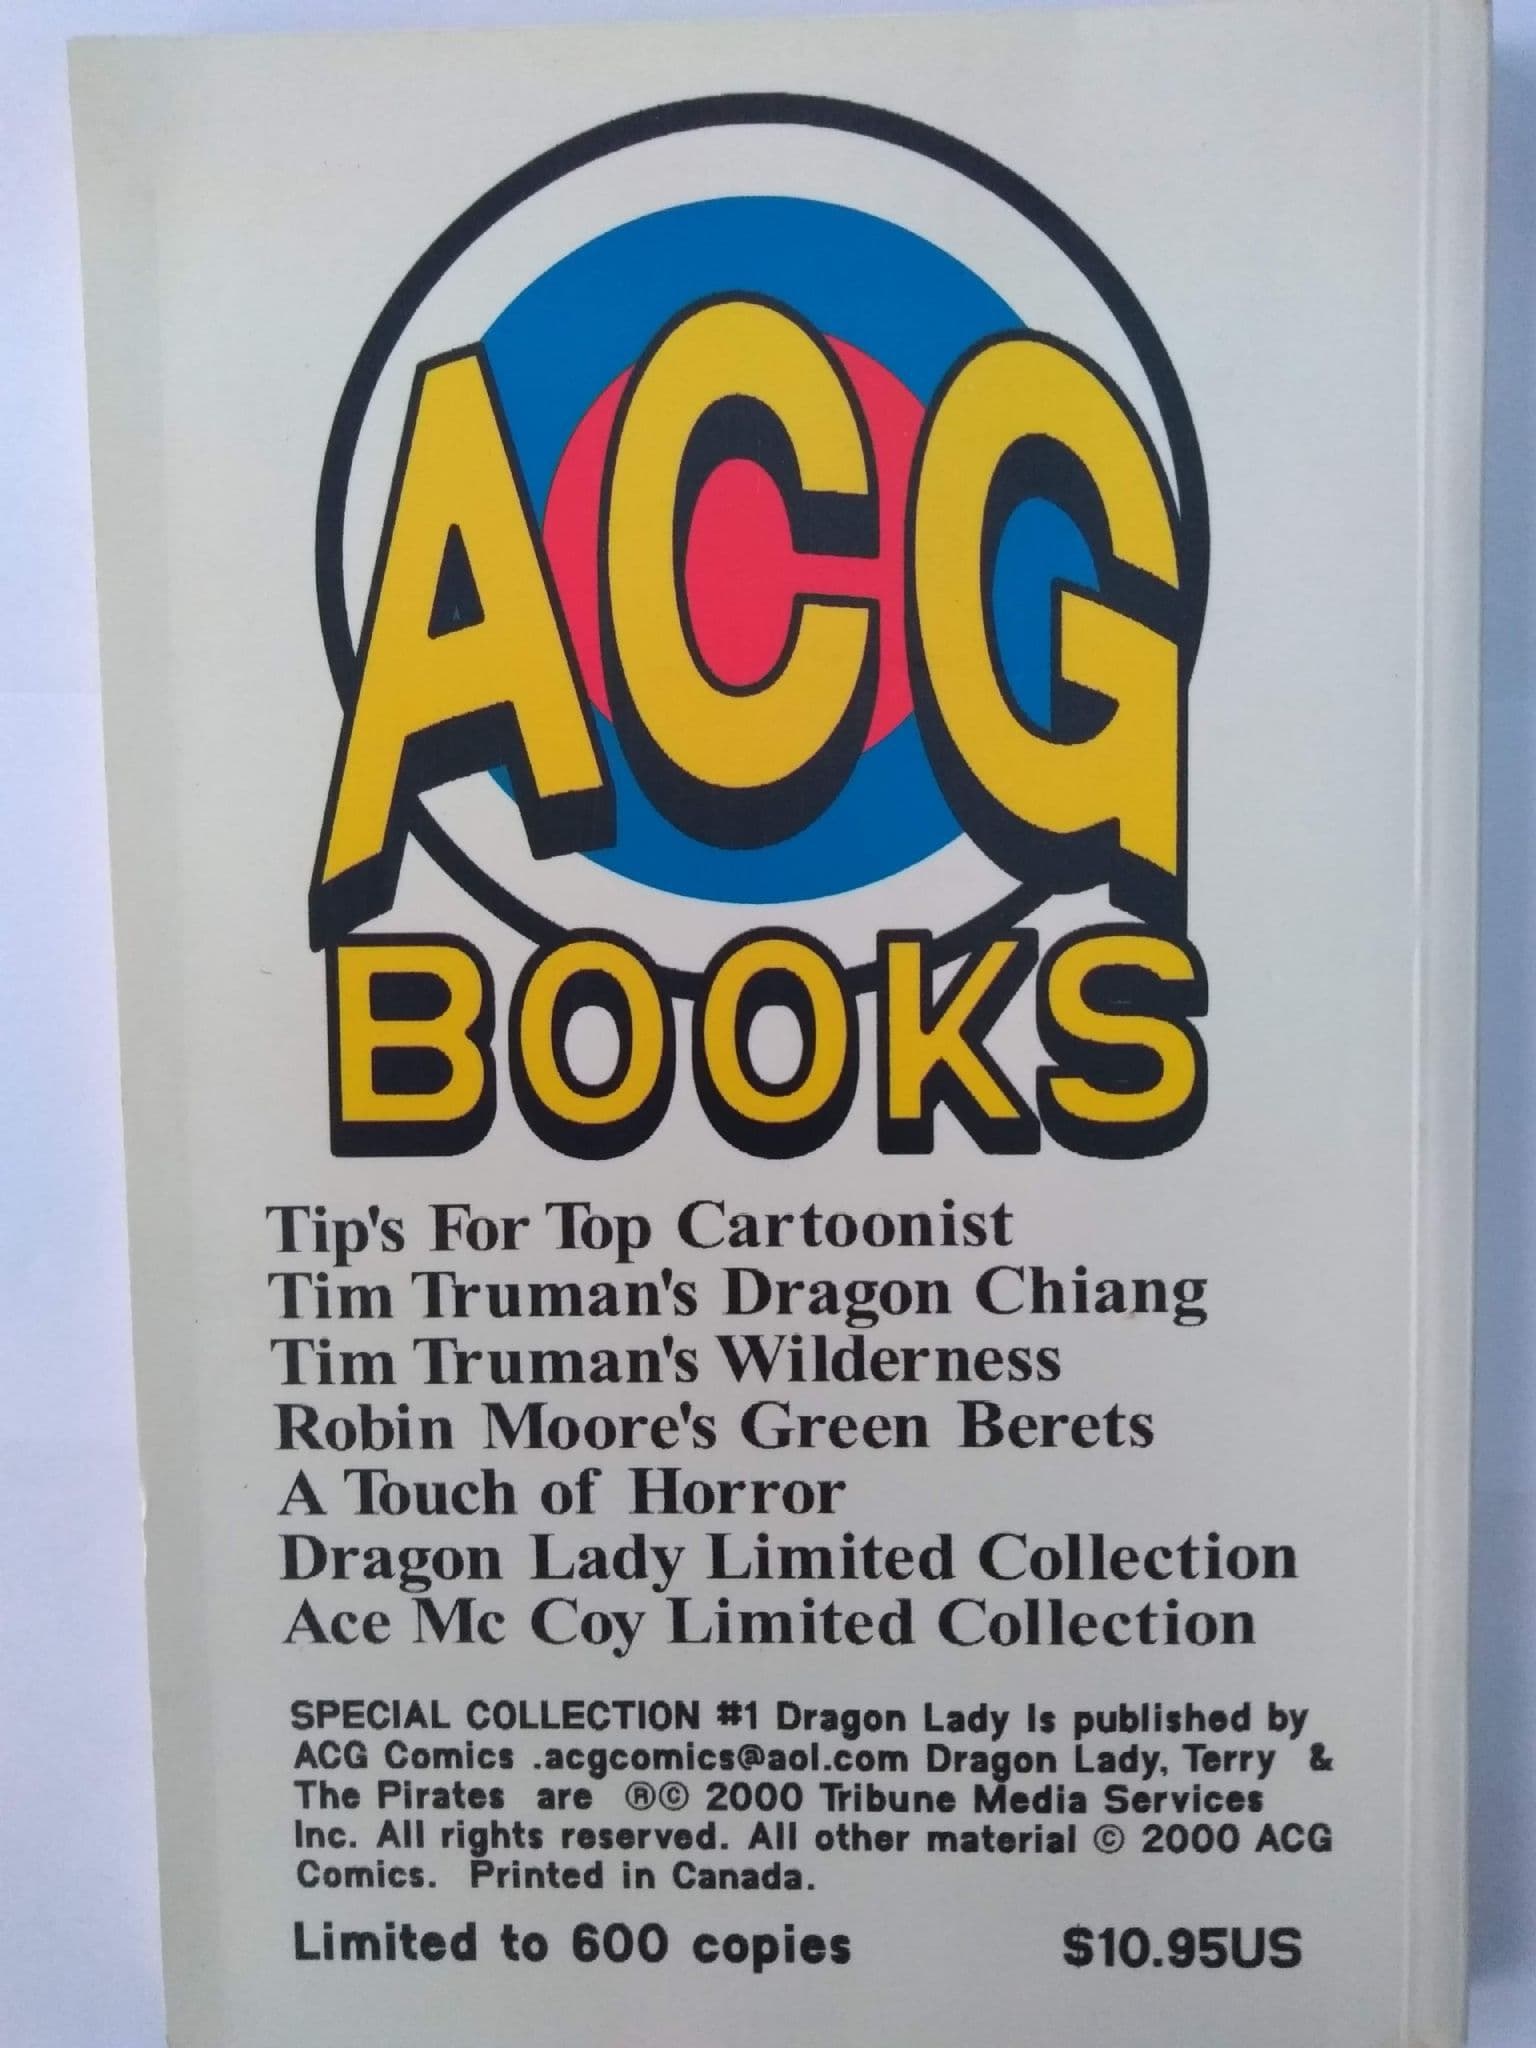 ACG
BOOKS
Tip's For Top Cartoonist
Tim Truman's Dragon Chiang
Tim Truman's Wilderness
Robin Moore's Green Berets
A Touch of Horror
Dragon Lady Limited Collection
Ace Mc Coy Limited Collection
SPECIAL COLLECTION #1 Dragon Lady Is published by
ACG Comics .acgcomics@aol.com Dragon Lady, Terry &
The Pirates are ®© 2000 Tribune Media Services
Inc. All rights reserved. All other material © 2000 ACG
Comics. Printed in Canada.
Limited to 600 copies $10.95US